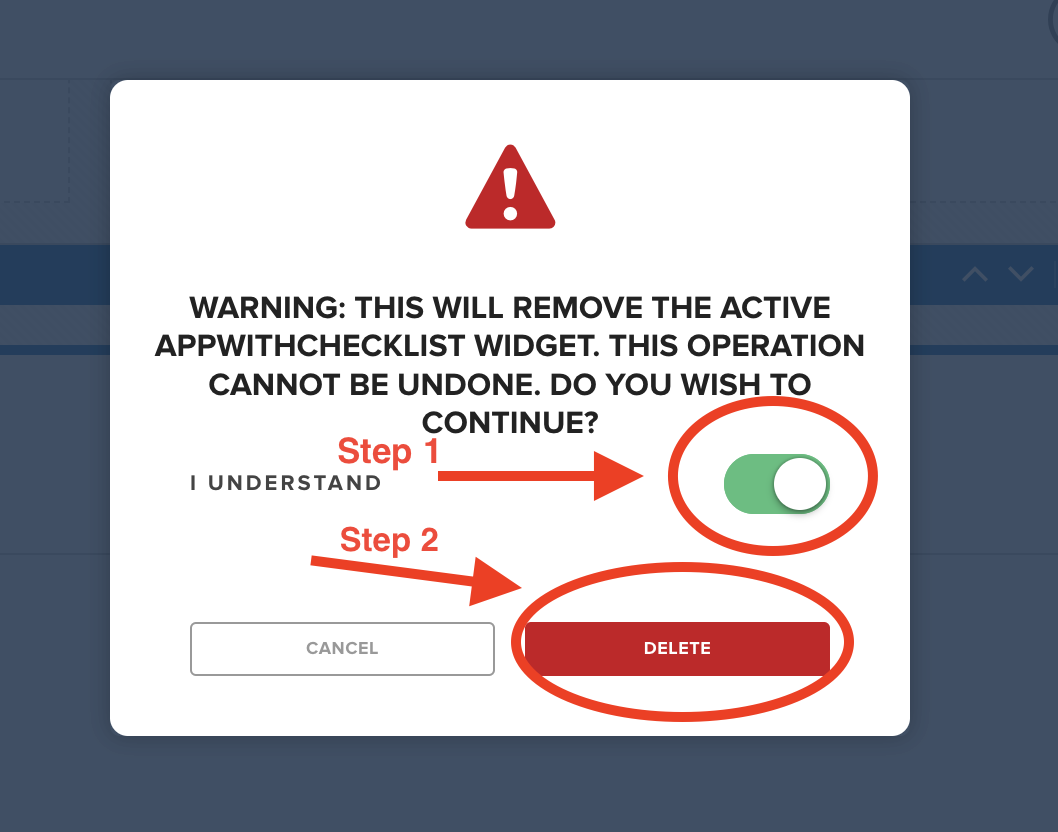 WARNING: THIS WILL REMOVE THE ACTIVE
APPWITHCHECKLIST WIDGET. THIS OPERATION
CANNOT BE UNDONE. DO YOU WISH TO
CONTINUE?
Step 1
I UNDERSTAND
Step 2
CANCEL
DELETE